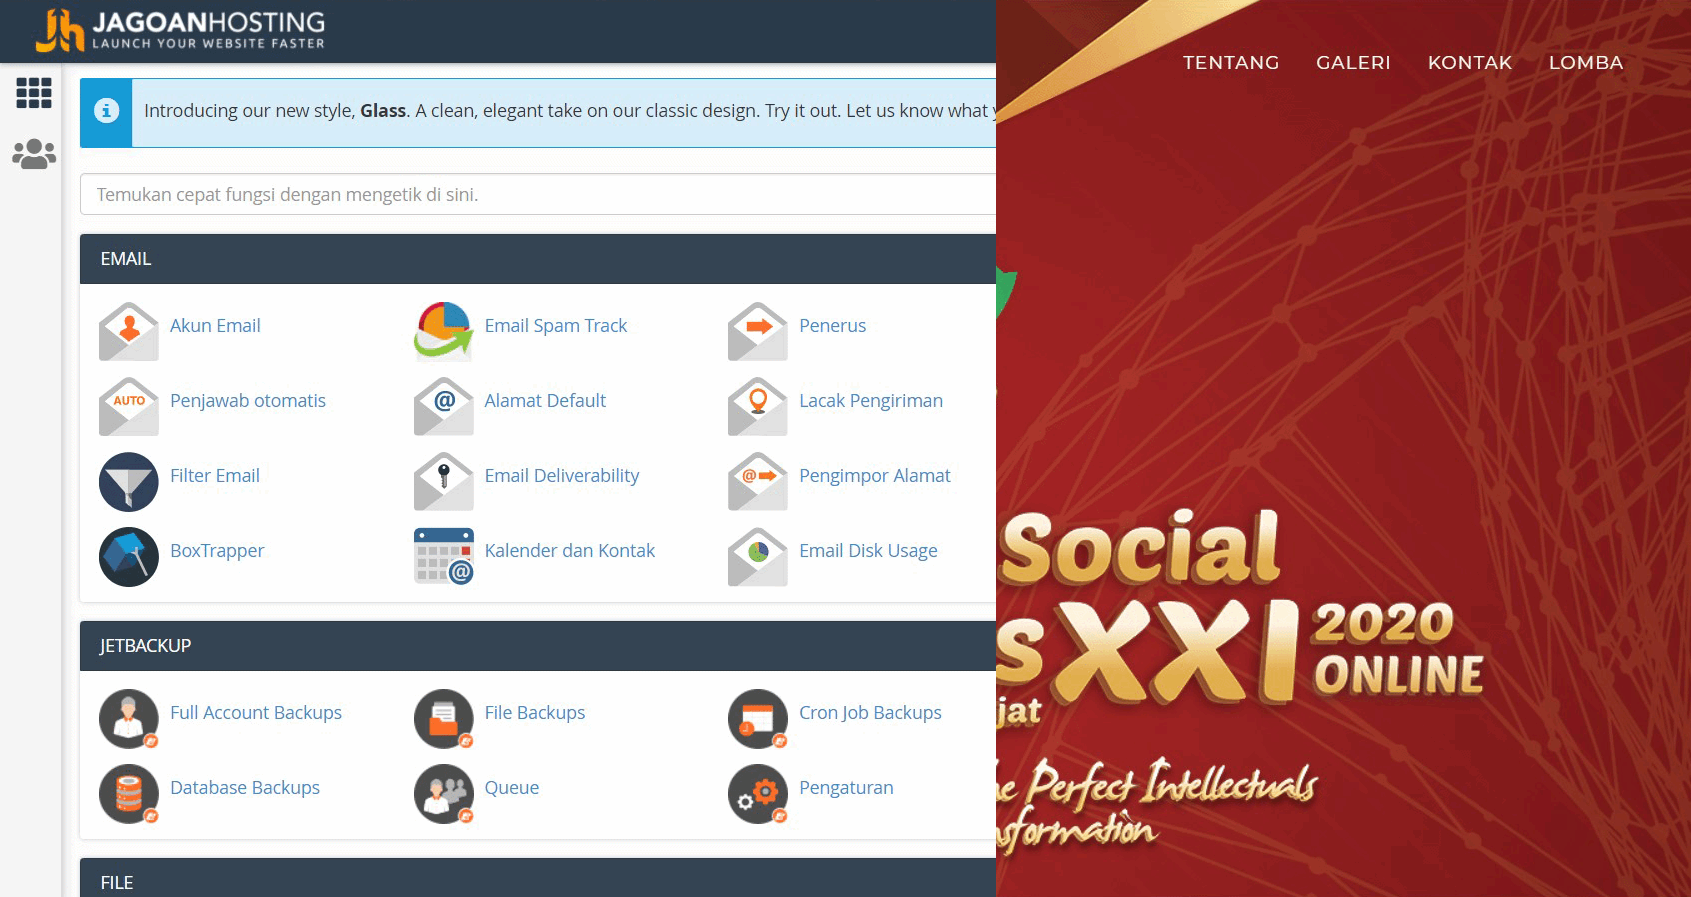 JAGOANHOSTING
LAUNCH YOUR WEBSITE FASTER
Introducing our new style, Glass. A clean, elegant take on our classic design. Try it out. Let us know what
Temukan cepat fungsi dengan mengetik di sini.
EMAIL
Akun Email
Email Spam Track
Penerus
AUTO
Penjawab otomatis
@
Alamat Default
Lacak Pengiriman
Filter Email
Email Deliverability
@
Pengimpor Alamat
BoxTrapper
@
Kalender dan Kontak
Email Disk Usage
JETBACKUP
Full Account Backups
File Backups
Cron Job Backups
Database Backups
Queue
Pengaturan
FILE
TENTANG GALERI KONTAK LOMBA
Social
s XXI 2020
ONLINE
jat
e Perfect Intellectuals
sformation